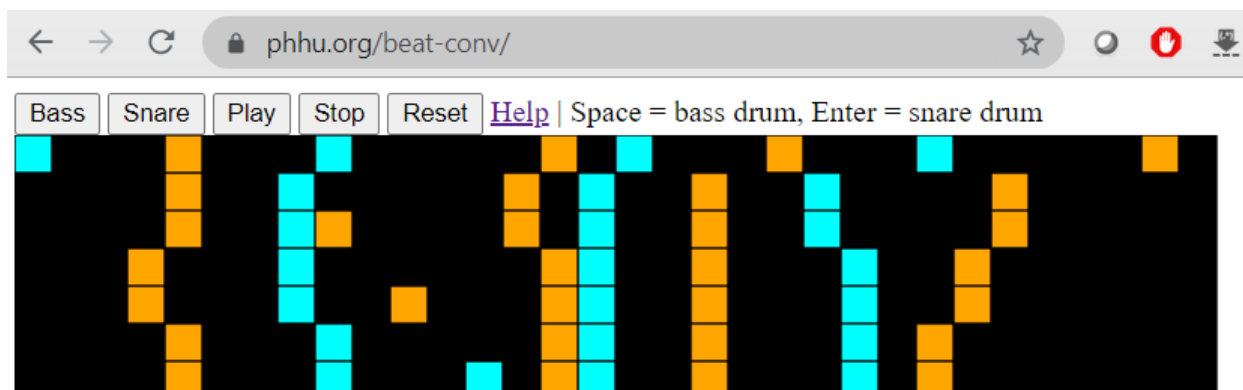 phhu.org/beat-conv/
Bass Snare Play Stop Reset Help | Space = bass drum, Enter = snare drum